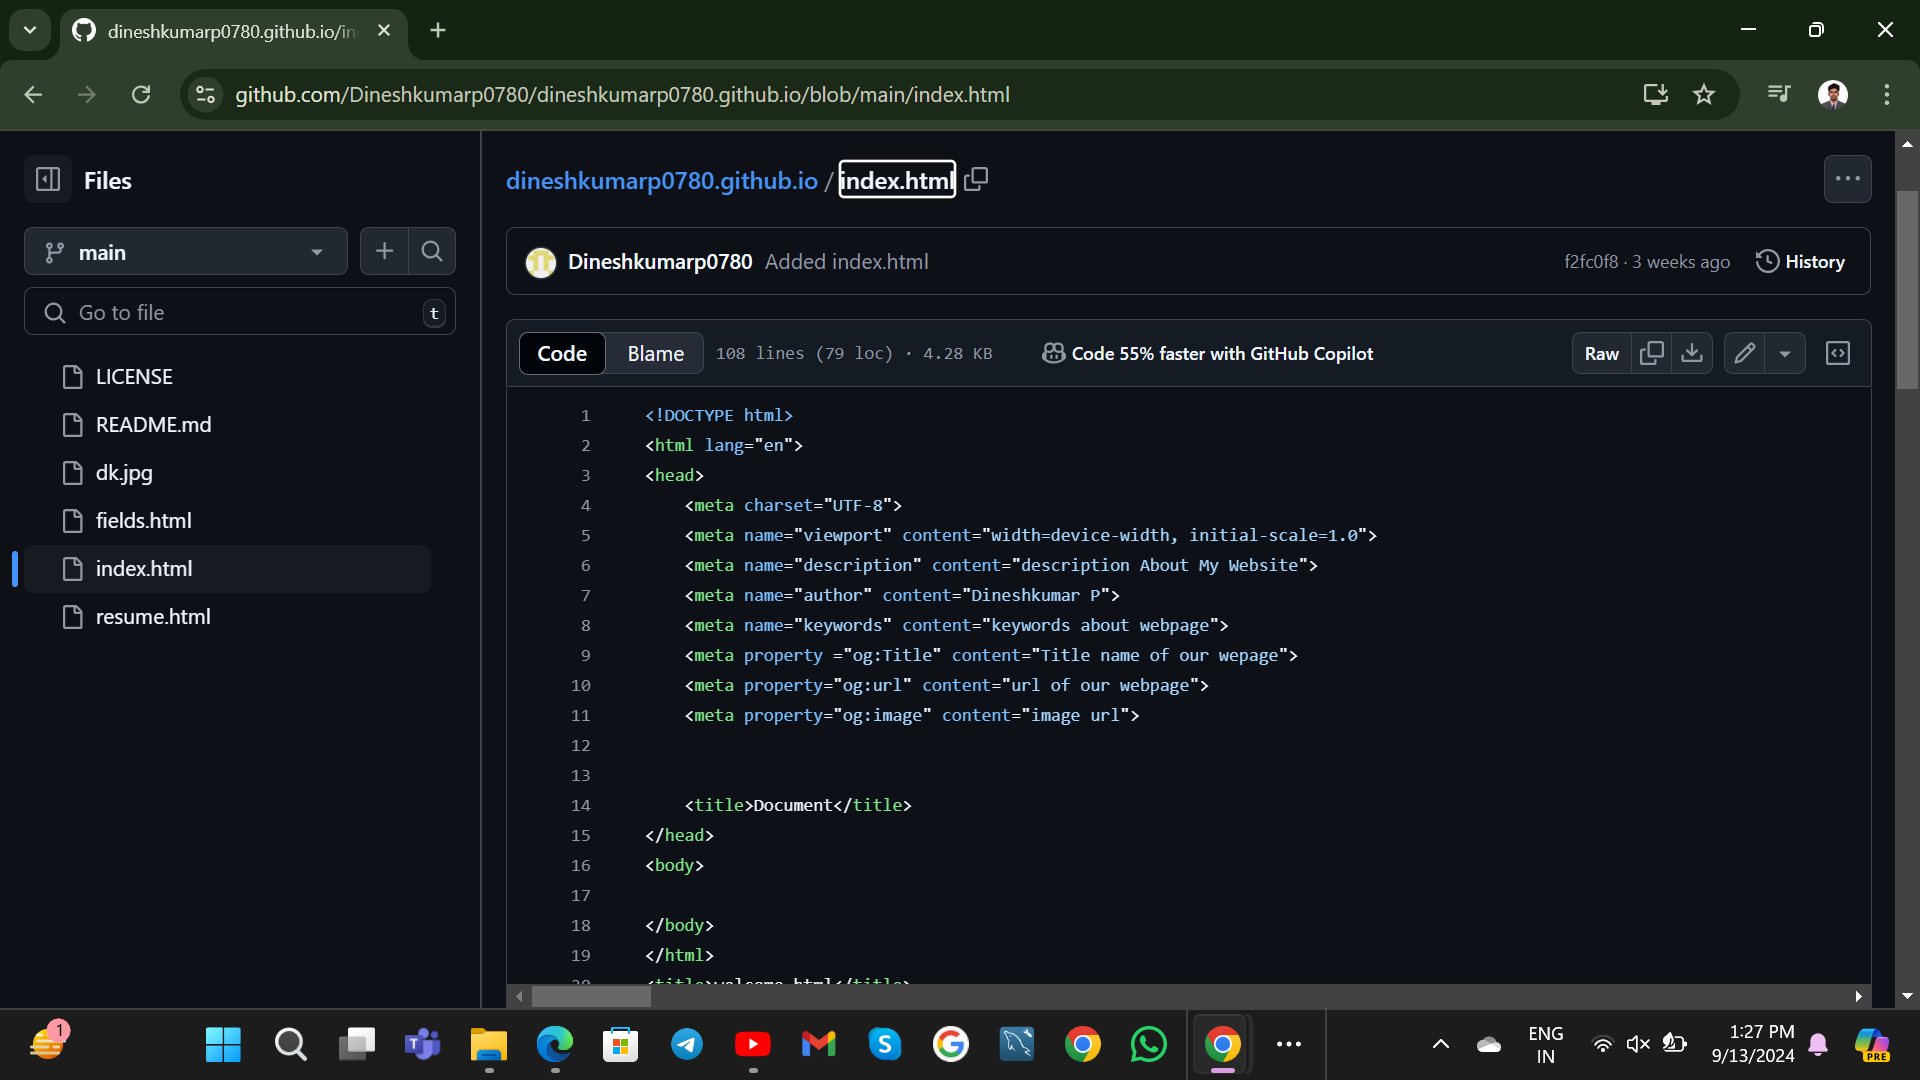 dineshkumarp0780.github.io/in
github.com/Dineshkumarp0780/dineshkumarp0780.github.io/blob/main/index.html
Files
main
Go to file
t
LICENSE
README.md
dk.jpg
fields.html
index.html
resume.html
dineshkumarp0780.github.io / index.html
Dineshkumarp0780 Added index.html
f2fc0f8 · 3 weeks ago
History
Code
Blame
108 lines (79 loc) · 4.28 KB
Code 55% faster with GitHub Copilot
Raw
1 <!DOCTYPE html>
2 <html lang="en">
3 <head>
4 <meta charset="UTF-8">
5 <meta name="viewport" content="width=device-width, initial-scale=1.0">
6 <meta name="description" content="description About My Website">
7 <meta name="author" content="Dineshkumar P">
8 <meta name="keywords" content="keywords about webpage">
9 <meta property ="og:Title" content="Title name of our wepage">
10 <meta property="og:url" content="url of our webpage">
11 <meta property="og:image" content="image url">
12
13
14 <title>Document</title>
15 </head>
16 <body>
17
18 </body>
19 </html>
20 <title>welcome html</title>
1
T
S
G
ENG
IN
1:27 PM
9/13/2024
PRE